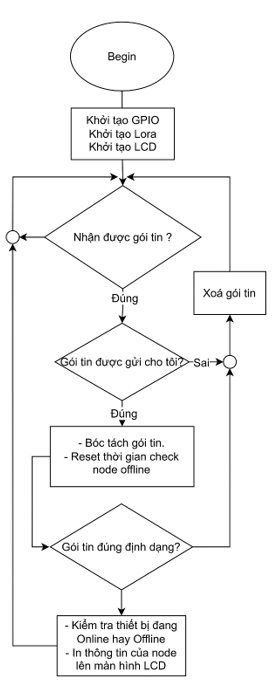 Begin
Khởi tạo GPIO
Khởi tạo Lora
Khởi tạo LCD
Nhận được gói tin ?
Xoá gói tin
Đúng
Gói tin được gửi cho tôi?
Sai
Đúng
- Bóc tách gói tin.
- Reset thời gian check
node offline
Gói tin đúng định dạng?
- Kiểm tra thiết bị đang
Online hay Offline
- In thông tin của node
lên màn hình LCD